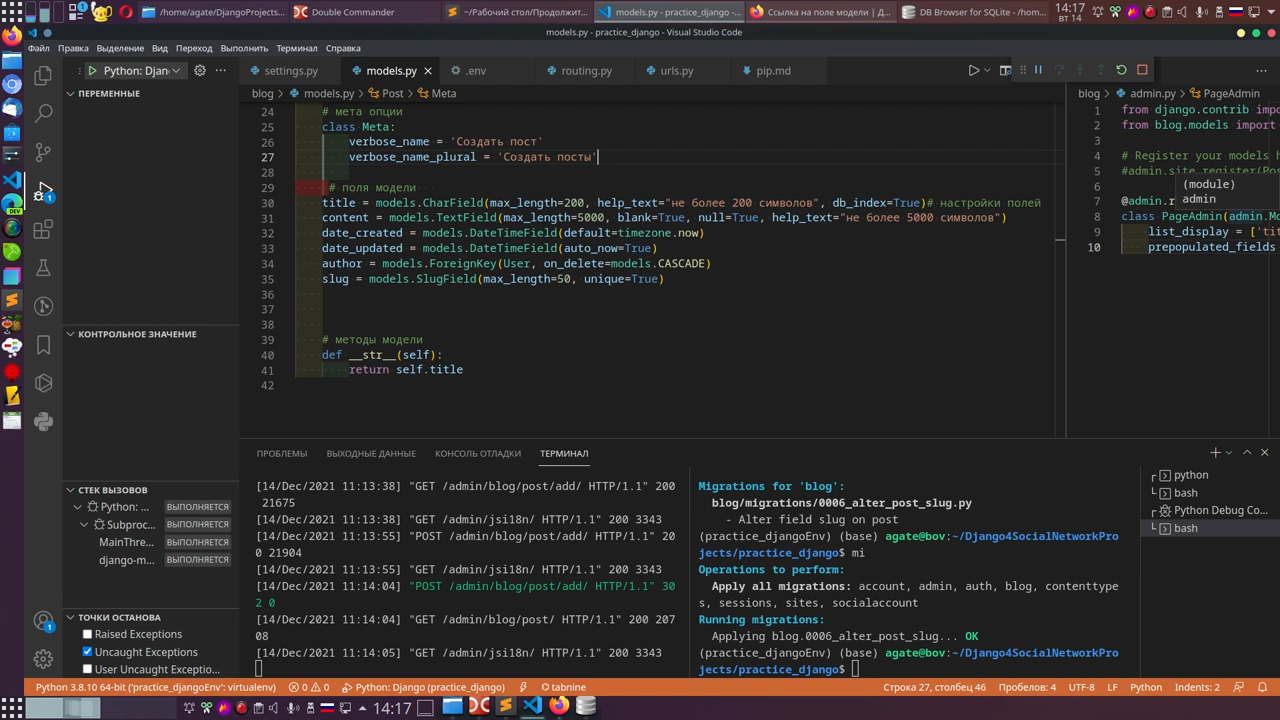 /home/agate/DjangoProjects...
Double Commander
~/Рабочий стол/Продолжит...
models.py - practice_django -...
Ссылка на поле модели | Д...
DB Browser for SQLite - /hom...
14:17
вт 14
models.py - practice_django - Visual Studio Code
Файл Правка Выделение Вид Переход Выполнить Терминал Справка
Python: Djan
settings.py models.py .env routing.py urls.py pip.md
ПЕРЕМЕННЫЕ
blog > models.py > Post > Meta
blog > admin.py > PageAdmin
24 # мета опции
25 class Meta:
26 verbose_name = 'Создать пост'
27 verbose_name_plural = 'Создать посты'
28
29 # поля модели
30 title = models.CharField(max_length=200, help_text="не более 200 символов", db_index=True)# настройки полей
31 content = models.TextField(max_length=5000, blank=True, null=True, help_text="не более 5000 символов")
32 date_created = models.DateTimeField(default=timezone.now)
33 date_updated = models.DateTimeField(auto_now=True)
34 author = models.ForeignKey(User, on_delete=models.CASCADE)
35 slug = models.SlugField(max_length=50, unique=True)
36
37
38
39 # методы модели
40 def __str__(self):
41 return self.title
42
1 from django.contrib impo
2 from blog.models import
3
4 # Register your models h
5 #admin.site.register(Po
(module)
admin
6
7 @admin.r
8 class PageAdmin(admin.Mo
9 list_display = ['tit
10 prepopulated_fields
КОНТРОЛЬНОЕ ЗНАЧЕНИЕ
СТЕК ВЫЗОВОВ
Python: ... ВЫПОЛНЯЕТСЯ
Subproc... ВЫПОЛНЯЕТСЯ
MainThre... ВЫПОЛНЯЕТСЯ
django-m... ВЫПОЛНЯЕТСЯ
ТОЧКИ ОСТАНОВА
Raised Exceptions
Uncaught Exceptions
User Uncaught Exceptio...
ПРОБЛЕМЫ ВЫХОДНЫЕ ДАННЫЕ КОНСОЛЬ ОТЛАДКИ ТЕРМИНАЛ
[14/Dec/2021 11:13:38] "GET /admin/blog/post/add/ HTTP/1.1" 200
21675
[14/Dec/2021 11:13:38] "GET /admin/jsi18n/ HTTP/1.1" 200 3343
[14/Dec/2021 11:13:55] "POST /admin/blog/post/add/ HTTP/1.1" 20
0 21904
[14/Dec/2021 11:13:55] "GET /admin/jsi18n/ HTTP/1.1" 200 3343
[14/Dec/2021 11:14:04] "POST /admin/blog/post/add/ HTTP/1.1" 30
2 0
[14/Dec/2021 11:14:04] "GET /admin/blog/post/ HTTP/1.1" 200 207
08
[14/Dec/2021 11:14:05] "GET /admin/jsi18n/ HTTP/1.1" 200 3343
Migrations for 'blog':
blog/migrations/0006_alter_post_slug.py
- Alter field slug on post
(practice_djangoEnv) (base) agate@bov:~/Django4SocialNetworkPro
jects/practice_django$ mi
Operations to perform:
Apply all migrations: account, admin, auth, blog, contenttype
s, sessions, sites, socialaccount
Running migrations:
Applying blog.0006_alter_post_slug... OK
(practice_djangoEnv) (base) agate@bov:~/Django4SocialNetworkPro
jects/practice_django$
python
bash
Python Debug Co...
bash
DEV
1
1
Python 3.8.10 64-bit ('practice_djangoEnv': virtualenv) 0 0 Python: Django (practice_django) tabnine Строка 27, столбец 46 Пробелов: 4 UTF-8 LF Python Indents: 2
14:17